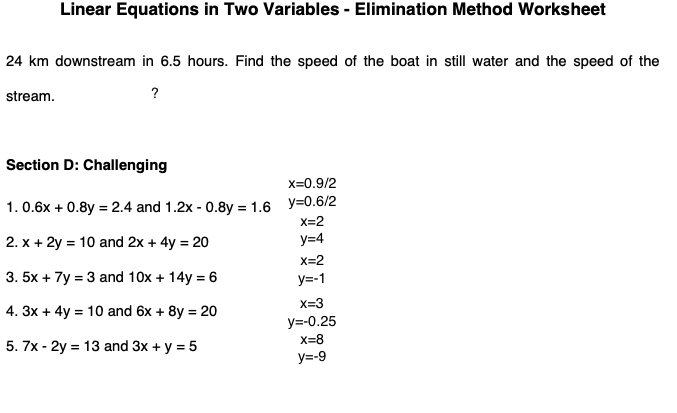 Linear Equations in Two Variables - Elimination Method Worksheet
24 km downstream in 6.5 hours. Find the speed of the boat in still water and the speed of the
stream. ?
Section D: Challenging
x=0.9/2
1. 0.6x + 0.8y = 2.4 and 1.2x - 0.8y = 1.6 y=0.6/2
x=2
2. x + 2y = 10 and 2x + 4y = 20 y=4
x=2
3. 5x + 7y = 3 and 10x + 14y = 6 y=-1
x=3
4. 3x + 4y = 10 and 6x + 8y = 20
y=-0.25
x=8
5. 7x - 2y = 13 and 3x + y = 5
y=-9